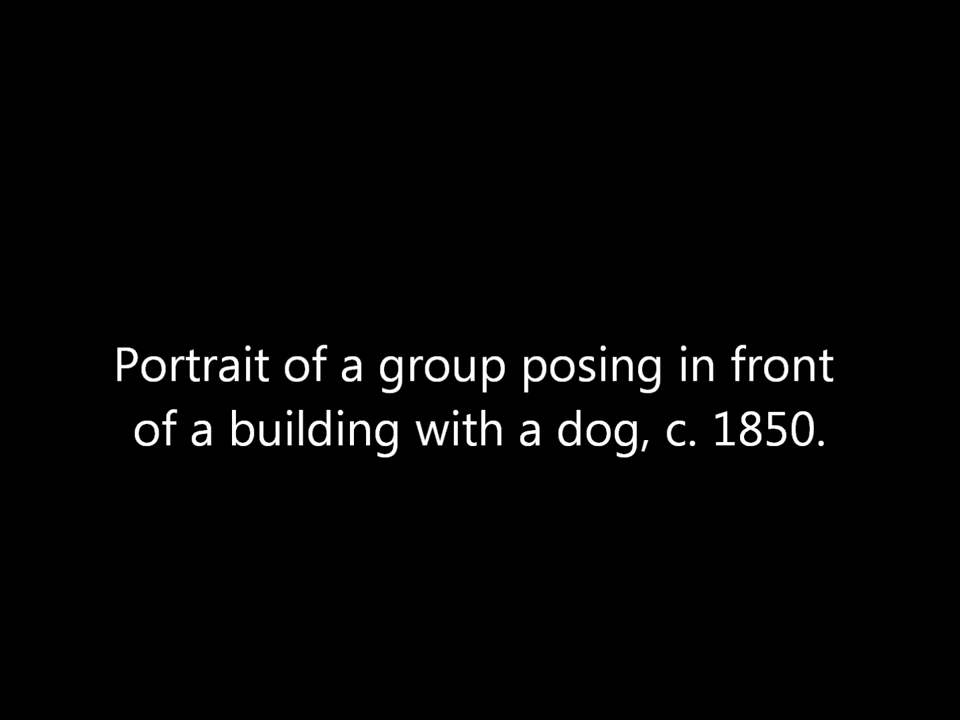 Portrait of a group posing in front
of a building with a dog, c. 1850.